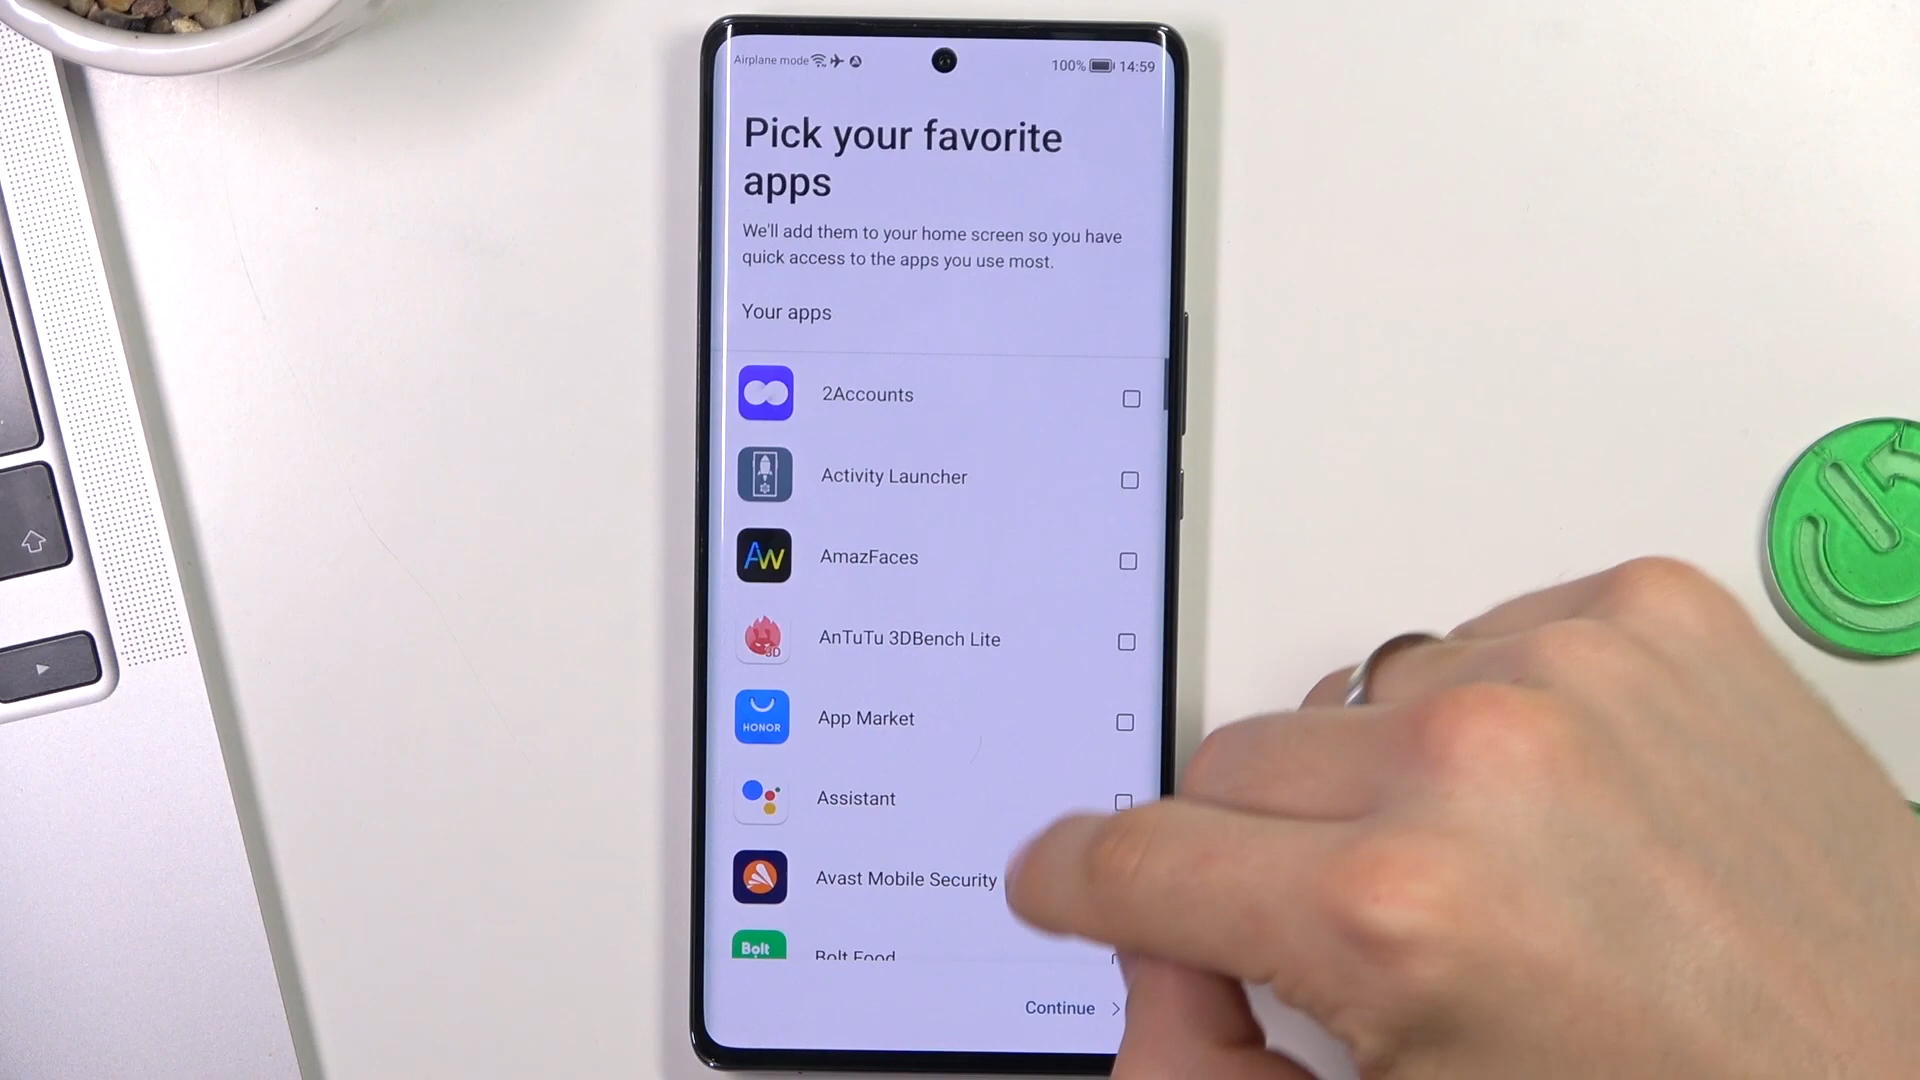 Airplane mode
100% 14:59
Pick your favorite
apps
We'll add them to your home screen so you have
quick access to the apps you use most.
Your apps
2Accounts
Activity Launcher
AW
AmazFaces
3D
AnTuTu 3DBench Lite
HONOR
App Market
Assistant
Avast Mobile Security
Bolt
Bolt Food
Continue